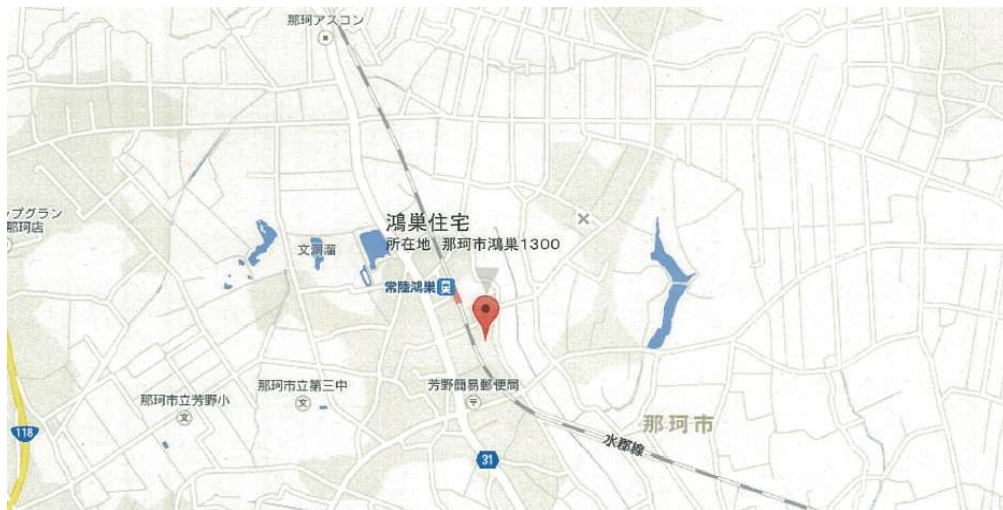 那珂アスコン
ップグラン
那珂店
文洞溜
鴻巣住宅
所在地 那珂市鴻巣1300
常陸鴻巣
芳野簡易郵便局
那珂市立第三中
那珂市立芳野小
文
文
〒
118
31
那珂市
水郡線